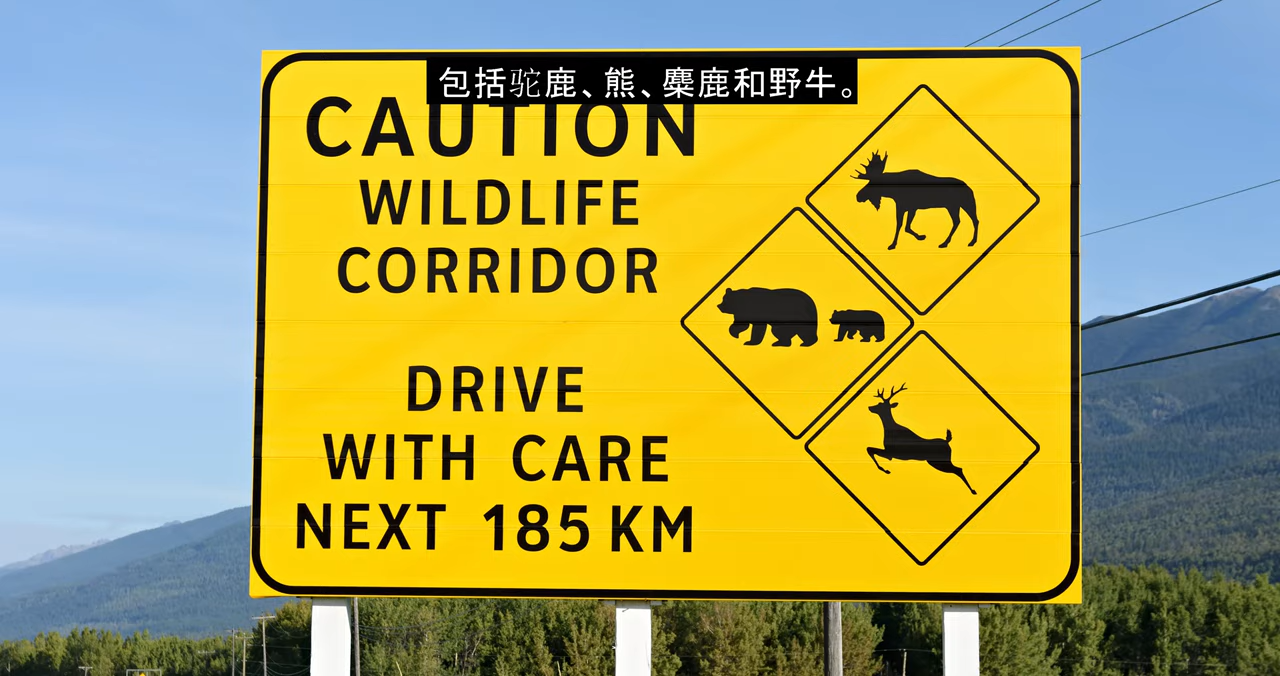 包括驼鹿、熊、麋鹿和野牛。
CAUTION
WILDLIFE
CORRIDOR
DRIVE
WITH CARE
NEXT 185 KM